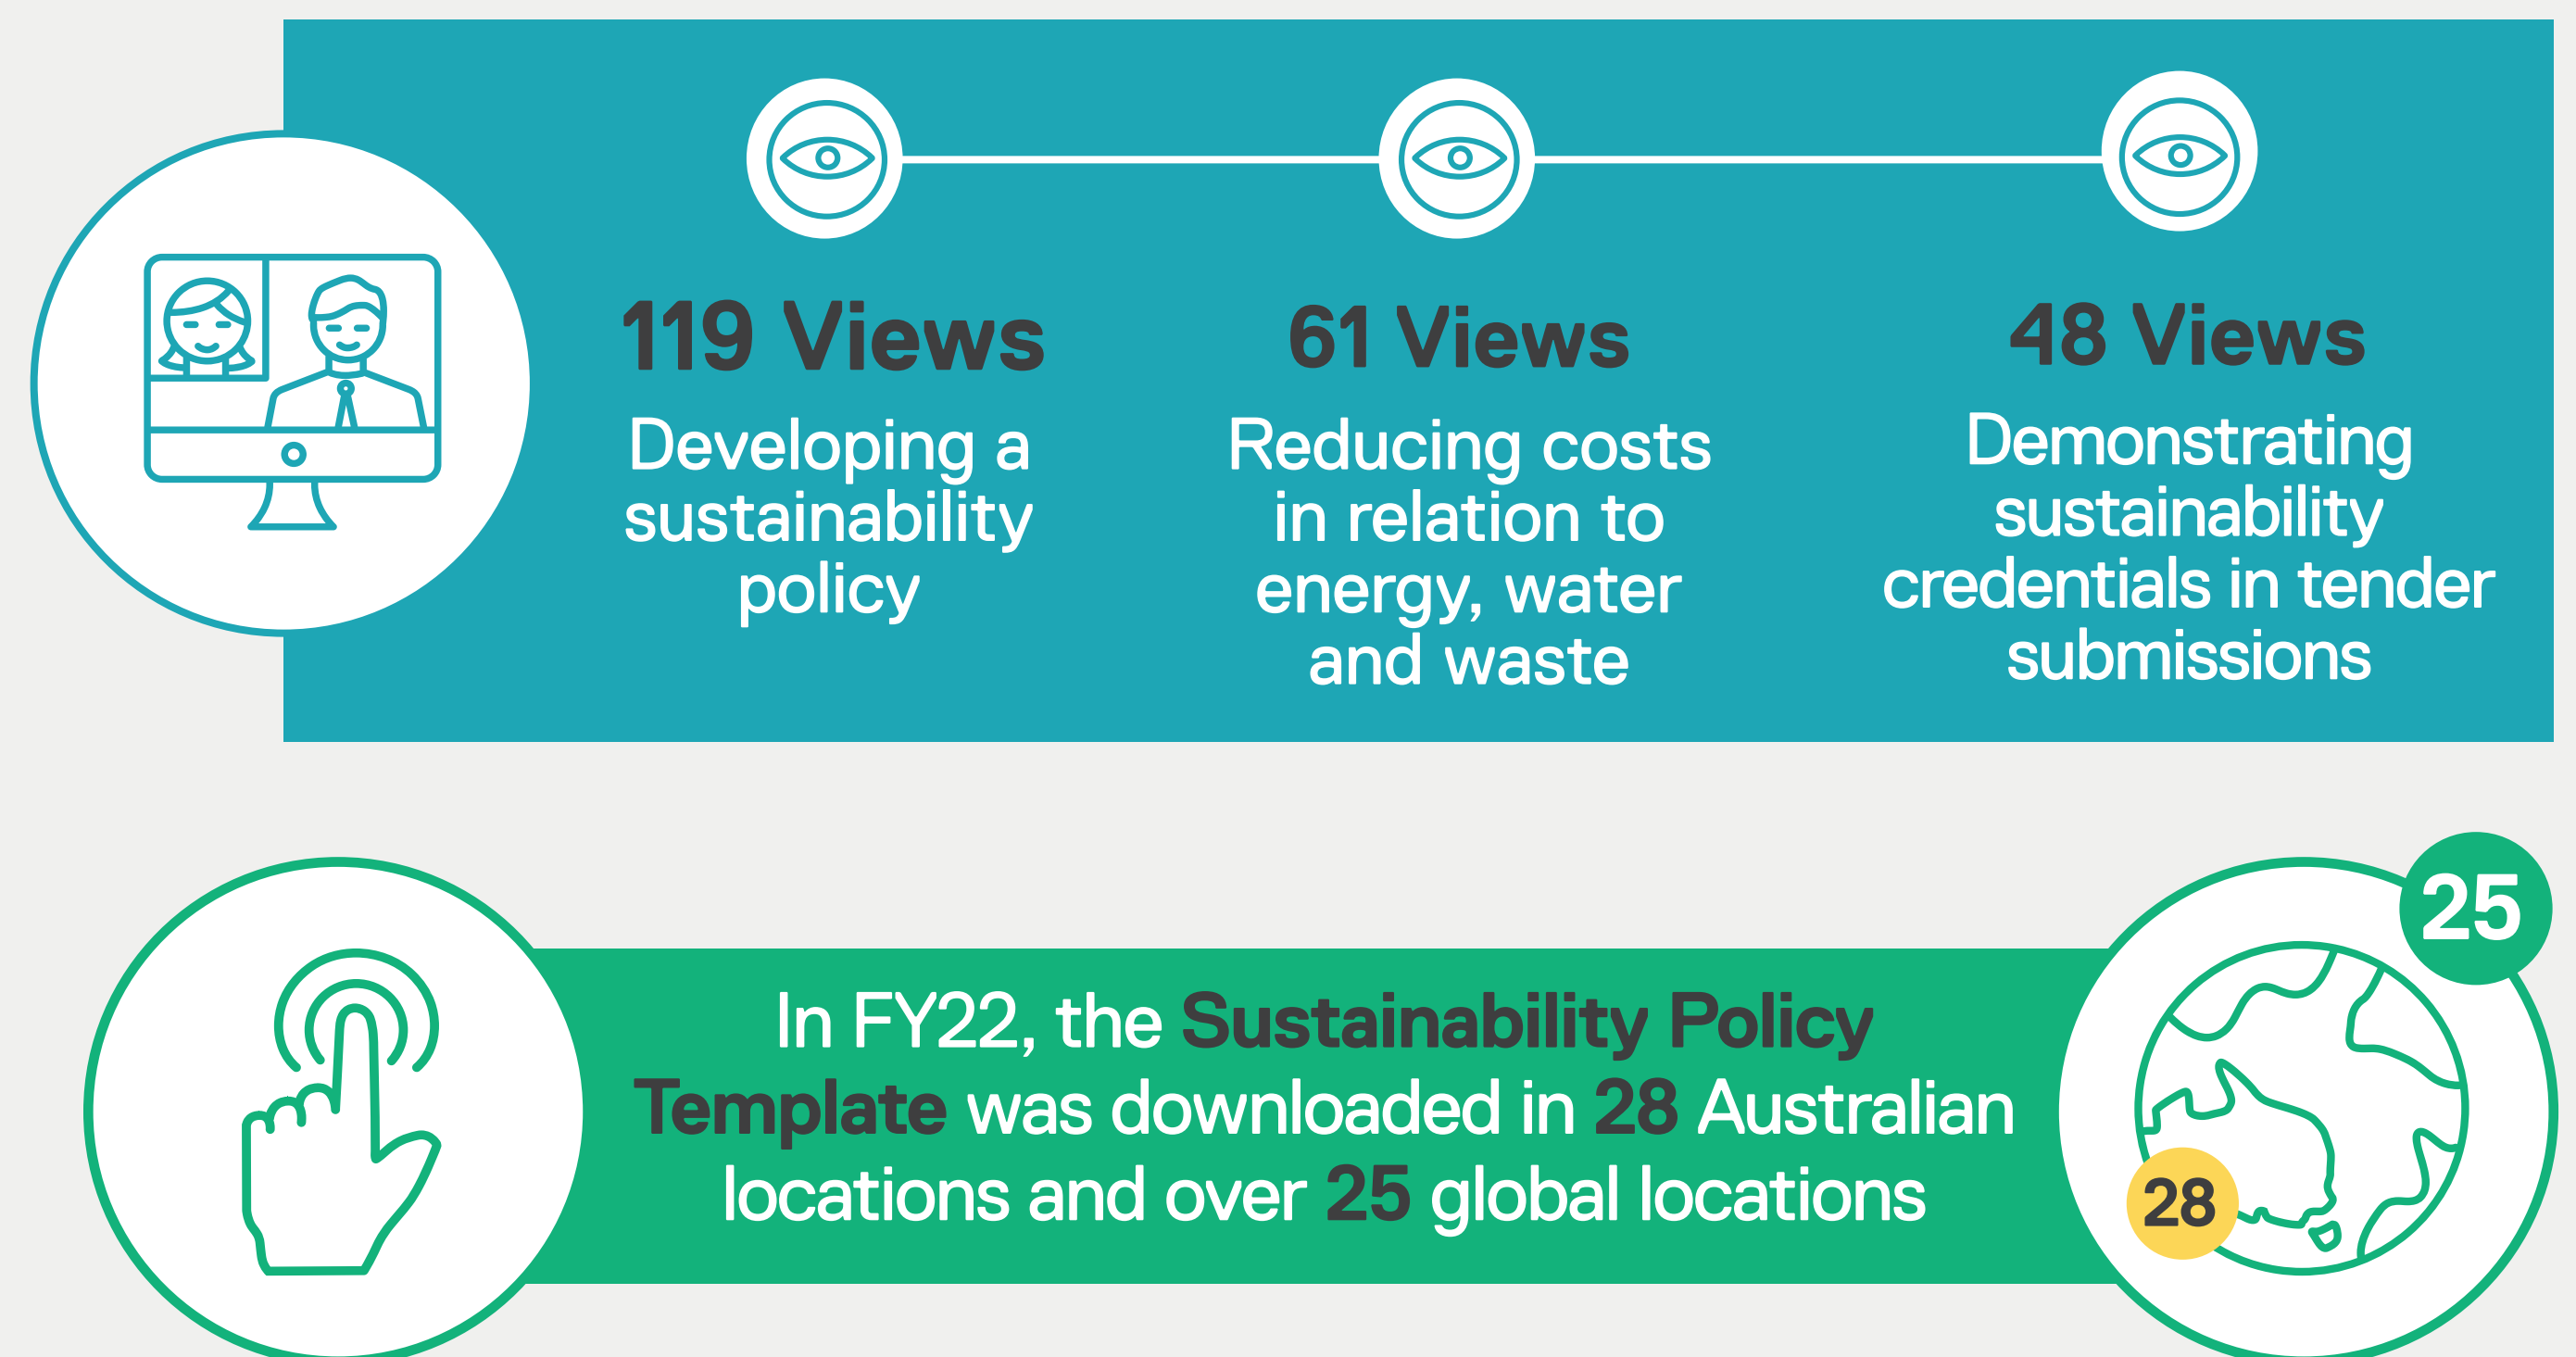 119 Views
Developing a
sustainability
policy
61 Views
Reducing costs
in relation to
energy, water
and waste
48 Views
Demonstrating
sustainability
credentials in tender
submissions
In FY22, the Sustainability Policy
Template was downloaded in 28 Australian
locations and over 25 global locations
25
28